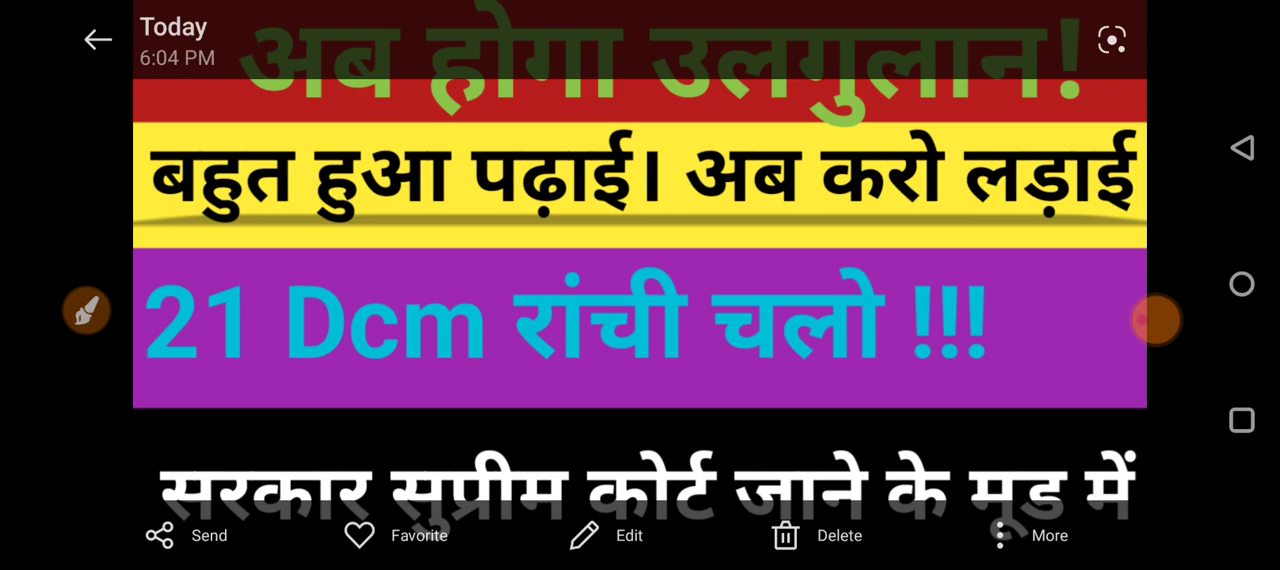 Today
6:04 PM
अब होगा उलगुलान!
बहुत हुआ पढ़ाई। अब करो लड़ाई
21 Dcm रांची चलो !!!
सरकार सुप्रीम कोर्ट जाने के मूड में
Send Favorite Edit Delete More